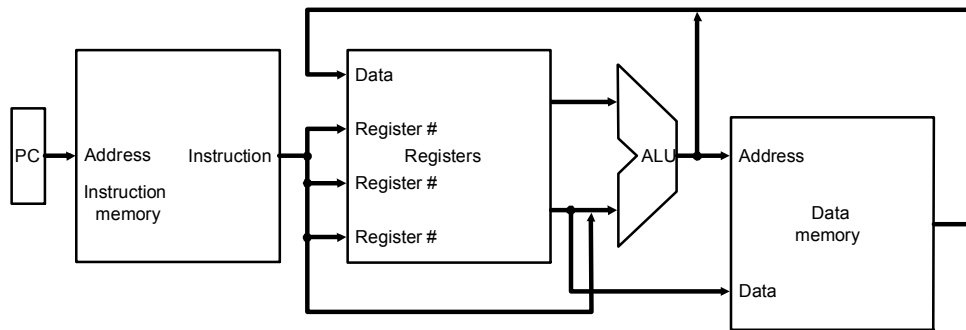 Data
Register #
PC
Address
Instruction
Registers
ALU
Address
Instruction
memory
Register #
Data
memory
Register #
Data